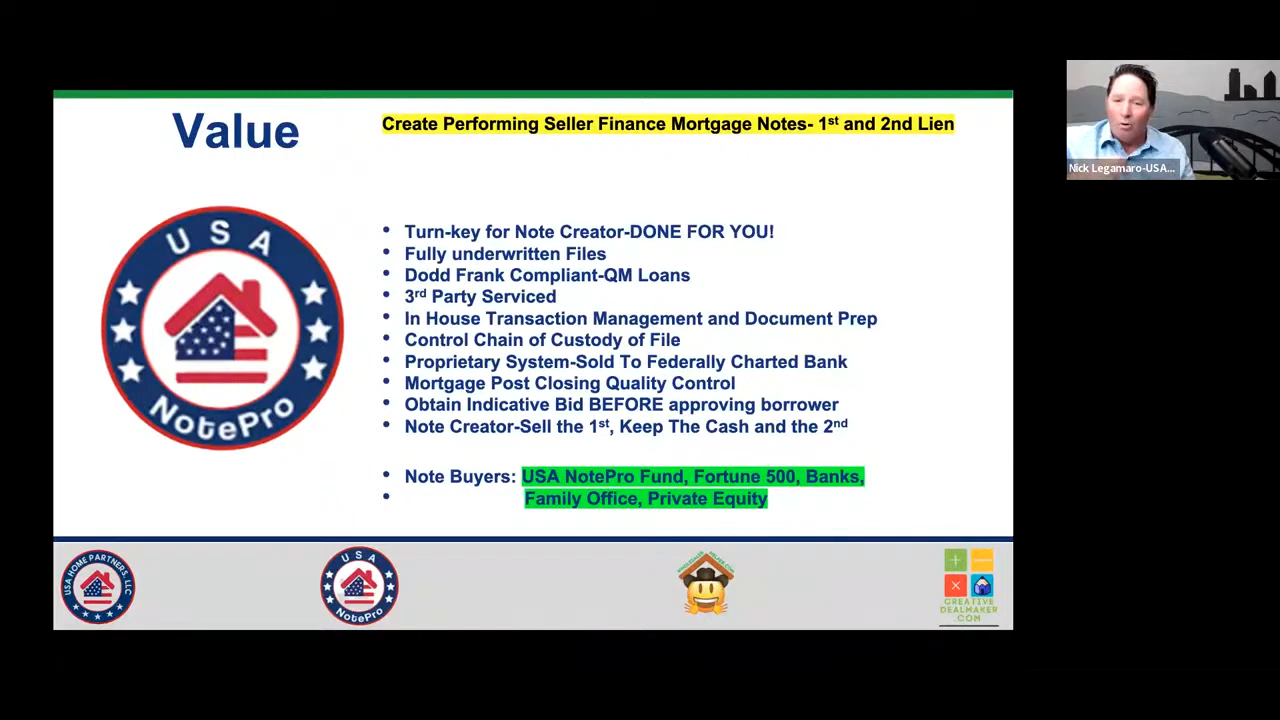 Value
Create Performing Seller Finance Mortgage Notes- 1st and 2nd Lien
USA
NotePro
• Turn-key for Note Creator-DONE FOR YOU!
• Fully underwritten Files
• Dodd Frank Compliant-QM Loans
• 3rd Party Serviced
• In House Transaction Management and Document Prep
• Control Chain of Custody of File
• Proprietary System-Sold To Federally Charted Bank
• Mortgage Post Closing Quality Control
• Obtain Indicative Bid BEFORE approving borrower
• Note Creator-Sell the 1st, Keep The Cash and the 2nd
• Note Buyers: USA NotePro Fund, Fortune 500, Banks,
• Family Office, Private Equity
Nick Legamaro-USA...
USA HOME PARTNERS, LLC
USA
NotePro
CREATIVE
DEALMAKER
.COM